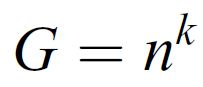 G = n^k